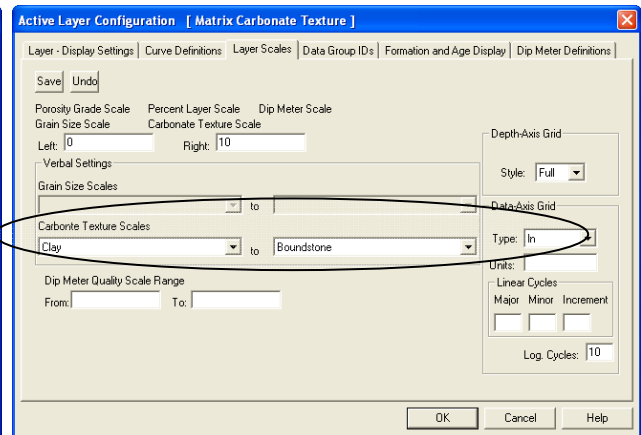 Active Layer Configuration [ Matrix Carbonate Texture ]
Layer - Display Settings Curve Definitions Layer Scales Data Group IDs Formation and Age Display Dip Meter Definitions
Save Undo
Porosity Grade Scale Percent Layer Scale Dip Meter Scale
Grain Size Scale Carbonate Texture Scale
Left: 0 Right: 10
Verbal Settings
Grain Size Scales
to
Carbonte Texture Scales
Clay to Boundstone
Dip Meter Quality Scale Range
From: To:
Depth-Axis Grid
Style: Full
Data-Axis Grid
Type: ln
Units:
Linear Cycles
Major Minor Increment
Log. Cycles: 10
OK Cancel Help